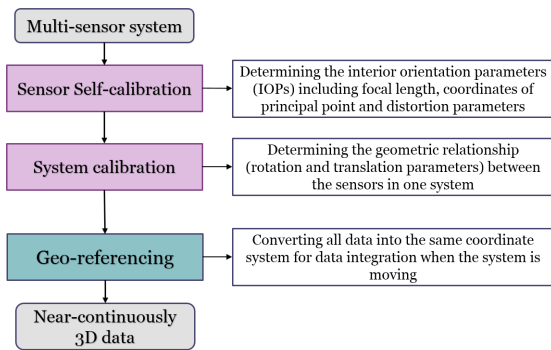 Multi-sensor system
Sensor Self-calibration
Determining the interior orientation parameters
(IOPs) including focal length, coordinates of
principal point and distortion parameters
System calibration
Determining the geometric relationship
(rotation and translation parameters) between
the sensors in one system
Geo-referencing
Converting all data into the same coordinate
system for data integration when the system is
moving
Near-continuously
3D data